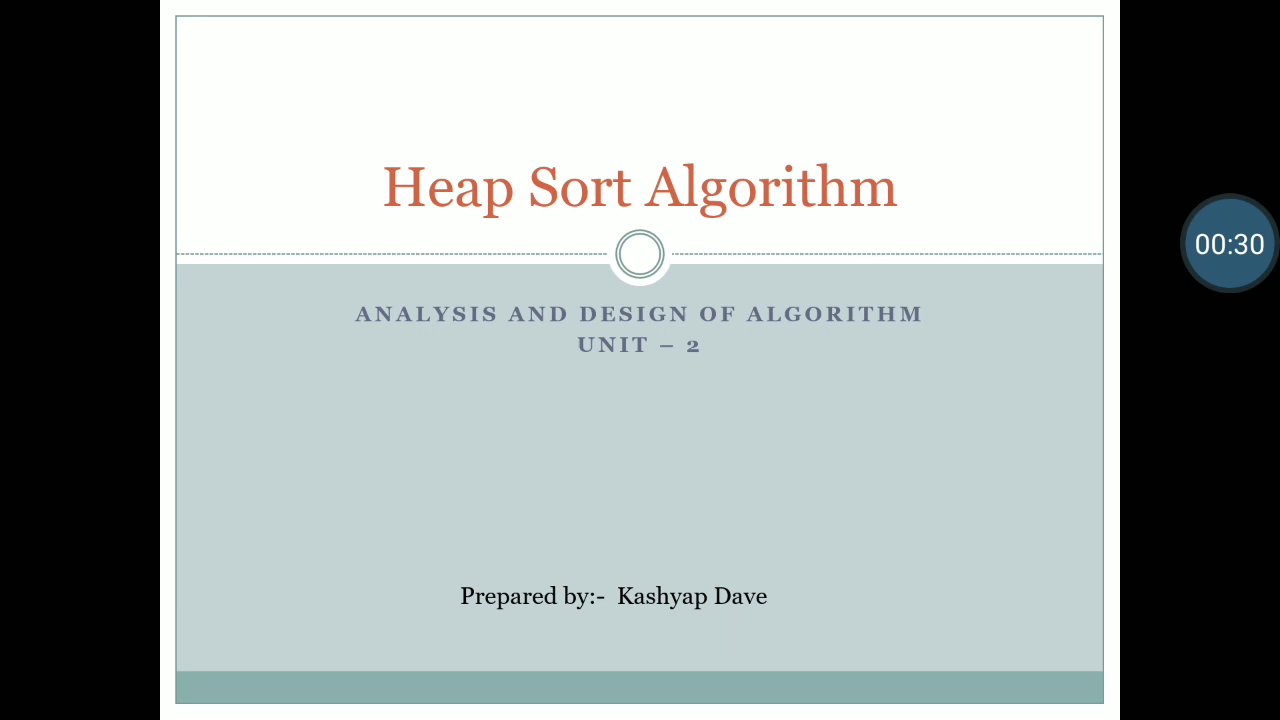 Heap Sort Algorithm
ANALYSIS AND DESIGN OF ALGORITHM
UNIT – 2
Prepared by:- Kashyap Dave
00:30